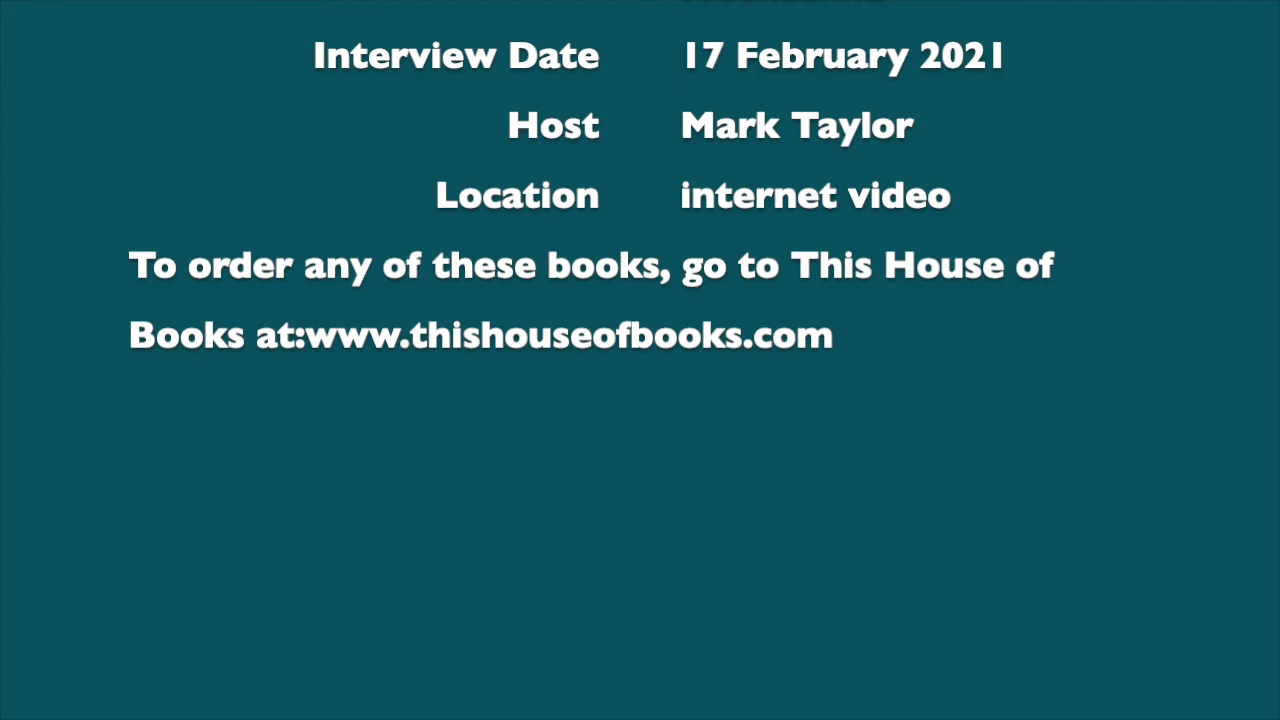 Interview Date 17 February 2021
Host Mark Taylor
Location internet video
To order any of these books, go to This House of
Books at:www.thishouseofbooks.com